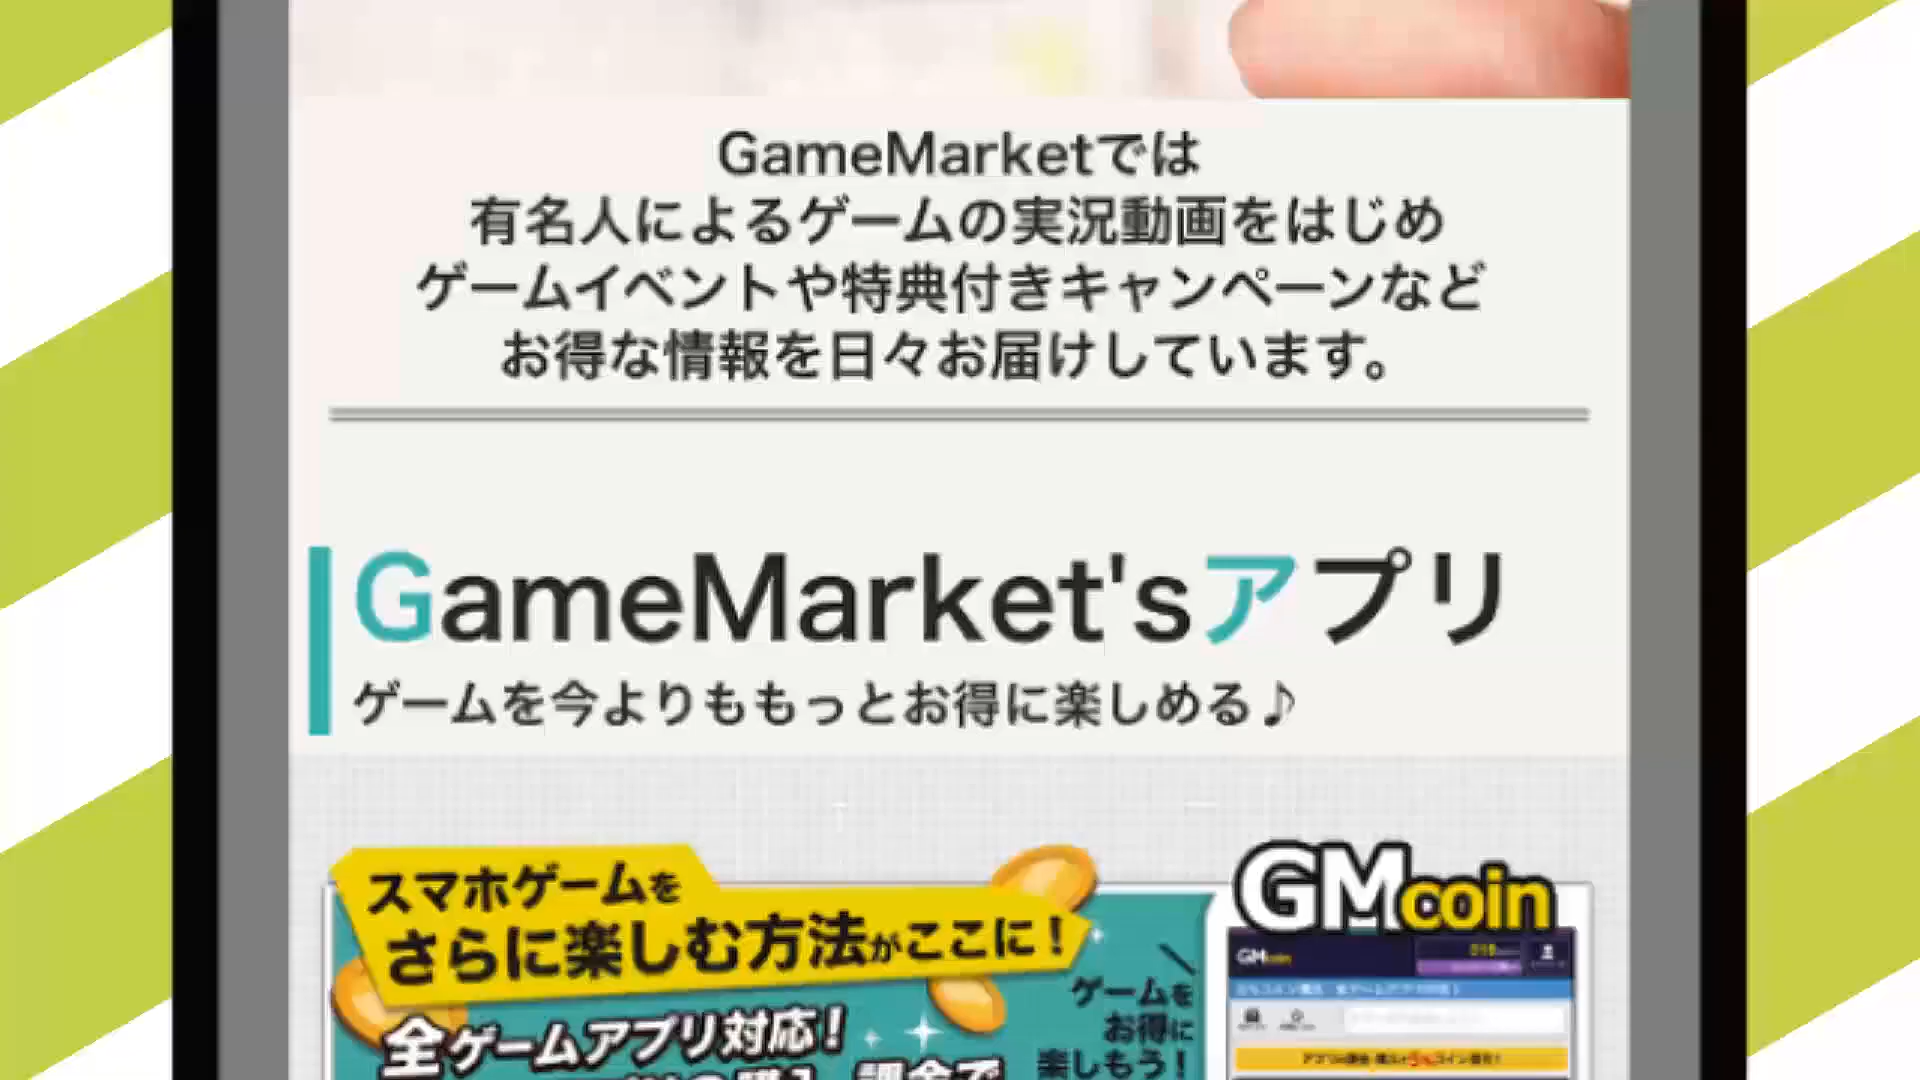 GameMarketでは
有名人によるゲームの実況動画をはじめ
ゲームイベントや特典付きキャンペーンなど
お得な情報を日々お届けしています。
GameMarket'sアプリ
ゲームを今よりももっとお得に楽しめる♪
スマホゲームを
さらに楽しむ方法がここに！
全ゲームアプリ対応！
ゲームを
お得に
楽しもう！
GMcoin
GMcoin